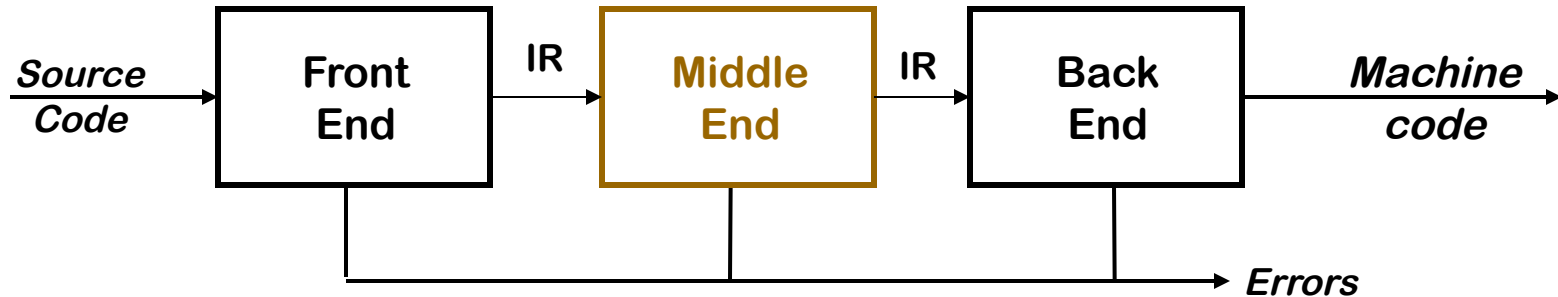 Source
Code
Front
End
IR
Middle
End
IR
Back
End
Machine
code
Errors